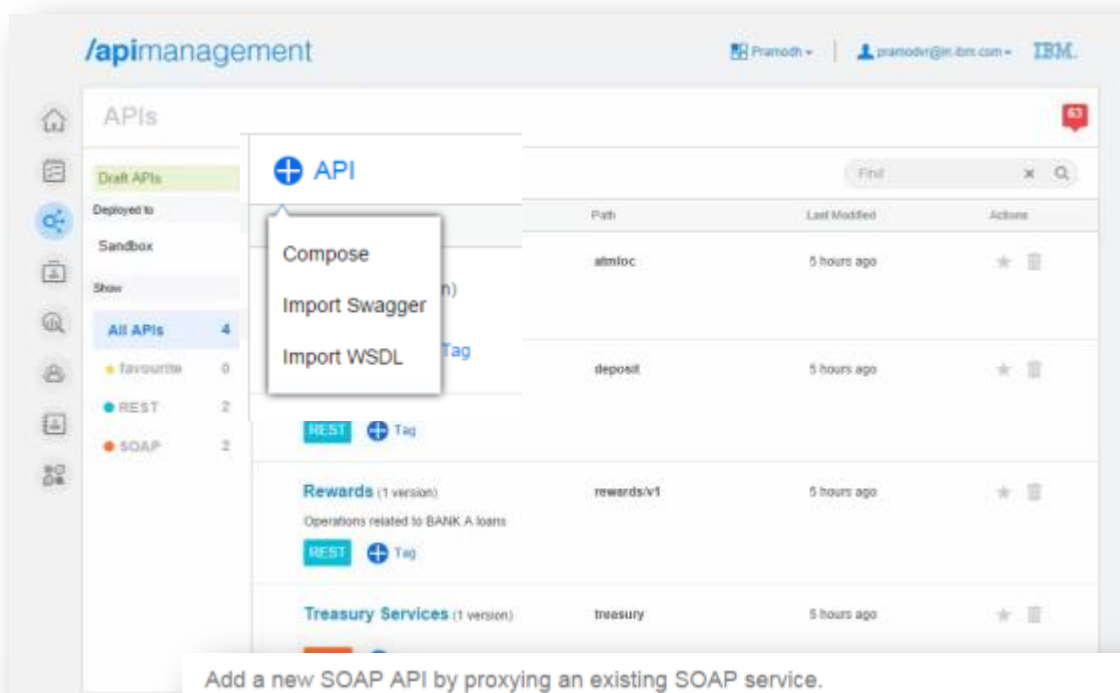 /apimanagement
Pramodh
pramodvr@in.ibm.com
IBM.
APIs
63
Draft APIs
Deployed to
Sandbox
Show
All APIs 4
favourite 0
REST 2
SOAP 2
API
Find
Path Last Modified Actions
Compose
Import Swagger
Import WSDL
n)
Tag
atmloc 5 hours ago
deposit 5 hours ago
REST Tag
Rewards (1 version) rewards/v1 5 hours ago
Operations related to BANK A loans
REST Tag
Treasury Services (1 version) treasury 5 hours ago
Add a new SOAP API by proxying an existing SOAP service.